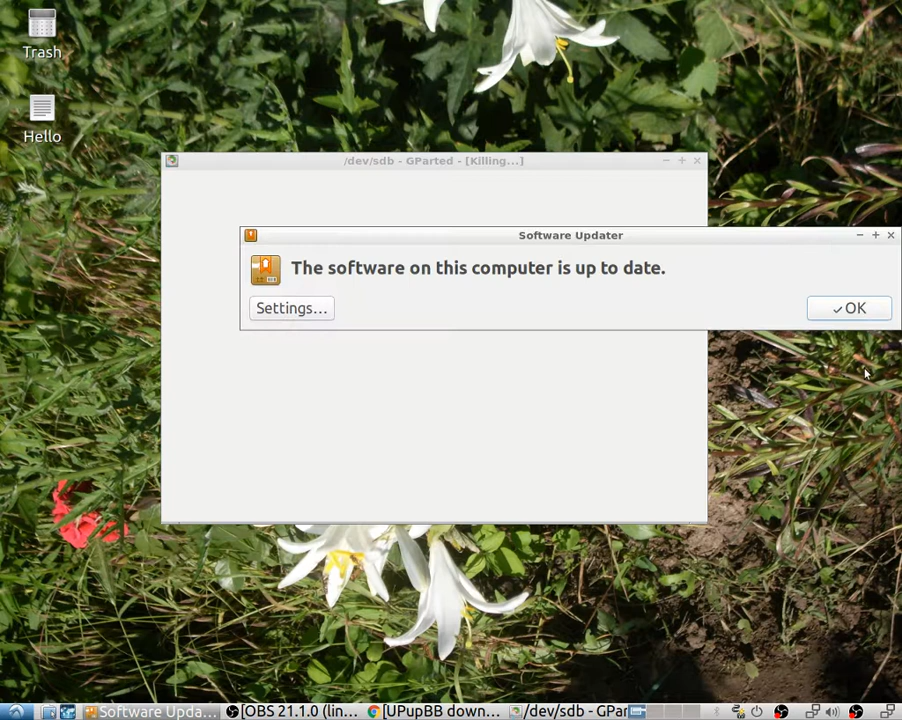 Trash
Hello
/dev/sdb - GParted - [Killing...]
Software Updater
The software on this computer is up to date.
Settings...
OK
Software Upda...
[OBS 21.1.0 (lin...
[UPupBB down...
/dev/sdb - GPart